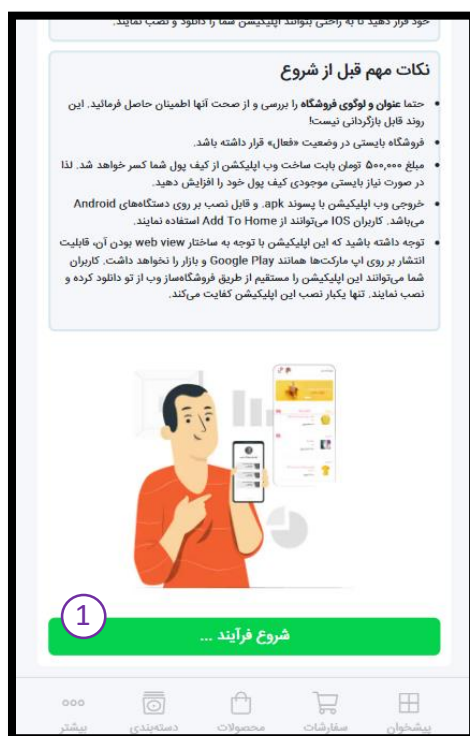 خود قرار دهید تا به راحتی بتوانند اپلیکیشن شما را دانلود و نصب نمایند.
نکات مهم قبل از شروع
• حتما عنوان و لوگوی فروشگاه را بررسی و از صحت آنها اطمینان حاصل فرمائید. این
روند قابل بازگردانی نیست!
• فروشگاه بایستی در وضعیت «فعال» قرار داشته باشد.
• مبلغ ۵۰۰,۰۰۰ تومان بابت ساخت وب اپلیکشن از کیف پول شما کسر خواهد شد. لذا
در صورت نیاز بایستی موجودی کیف پول خود را افزایش دهید.
• خروجی وب اپلیکیشن با پسوند apk. و قابل نصب بر روی دستگاه‌های Android
می‌باشد. کاربران IOS می‌توانند از Add To Home استفاده نمایند.
• توجه داشته باشید که این اپلیکیشن با توجه به ساختار web view بودن آن، قابلیت
انتشار بر روی اپ مارکت‌ها همانند Google Play و بازار را نخواهد داشت. کاربران
شما می‌توانند این اپلیکیشن را مستقیم از طریق فروشگاه‌ساز وب از تو دانلود کرده و
نصب نمایند. تنها یکبار نصب این اپلیکیشن کفایت می‌کند.
1
شروع فرآیند ...
پیشخوان سفارشات محصولات دسته‌بندی بیشتر